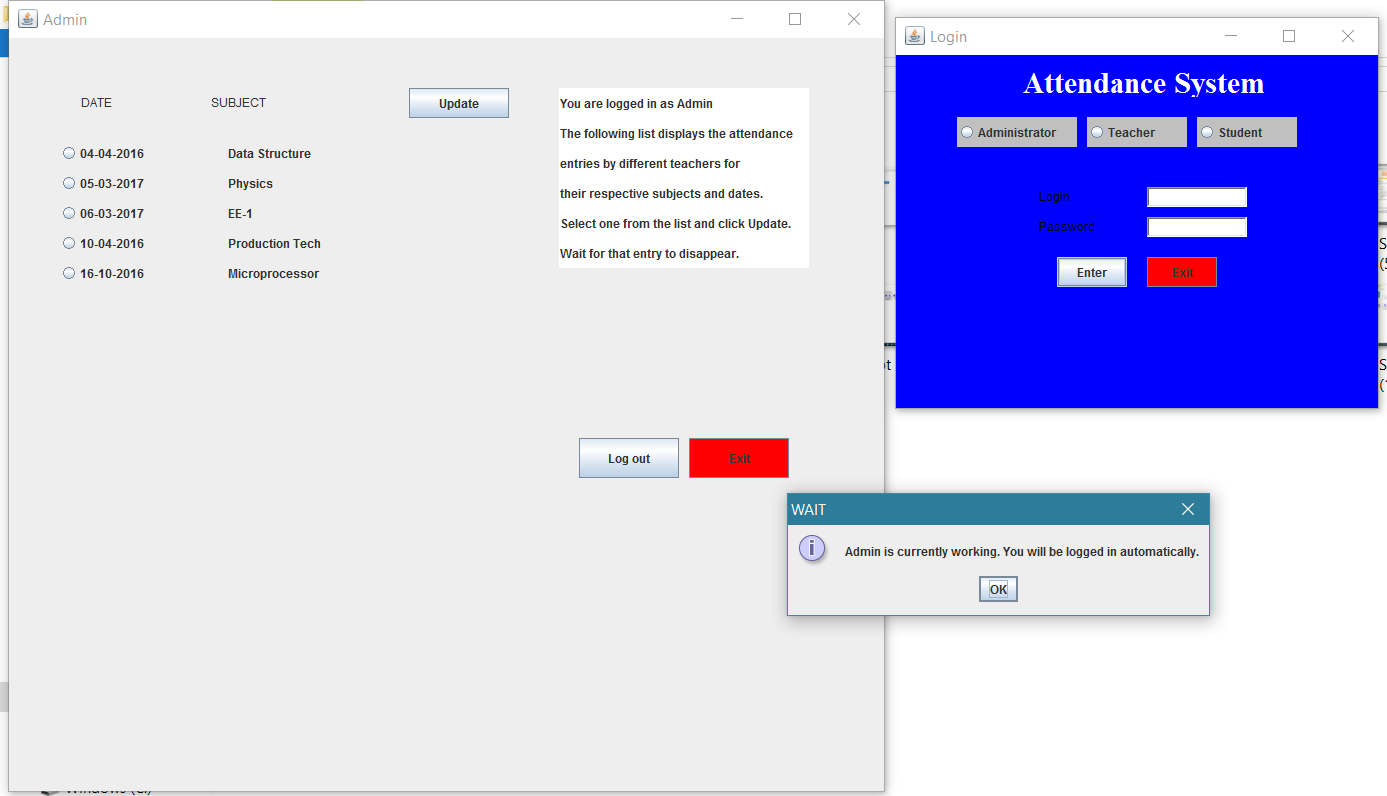 Admin
DATE SUBJECT Update
04-04-2016 Data Structure
05-03-2017 Physics
06-03-2017 EE-1
10-04-2016 Production Tech
16-10-2016 Microprocessor
You are logged in as Admin
The following list displays the attendance
entries by different teachers for
their respective subjects and dates.
Select one from the list and click Update.
Wait for that entry to disappear.
Log out Exit
Login
Attendance System
Administrator Teacher Student
Login
Password
Enter Exit
WAIT
Admin is currently working. You will be logged in automatically.
OK